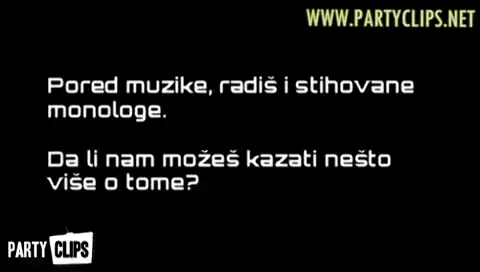 WWW.PARTYCLIPS.NET
Pored muzike, radiš i stihovane
monologe.
Da li nam možeš kazati nešto
više o tome?
PARTY CLIPS